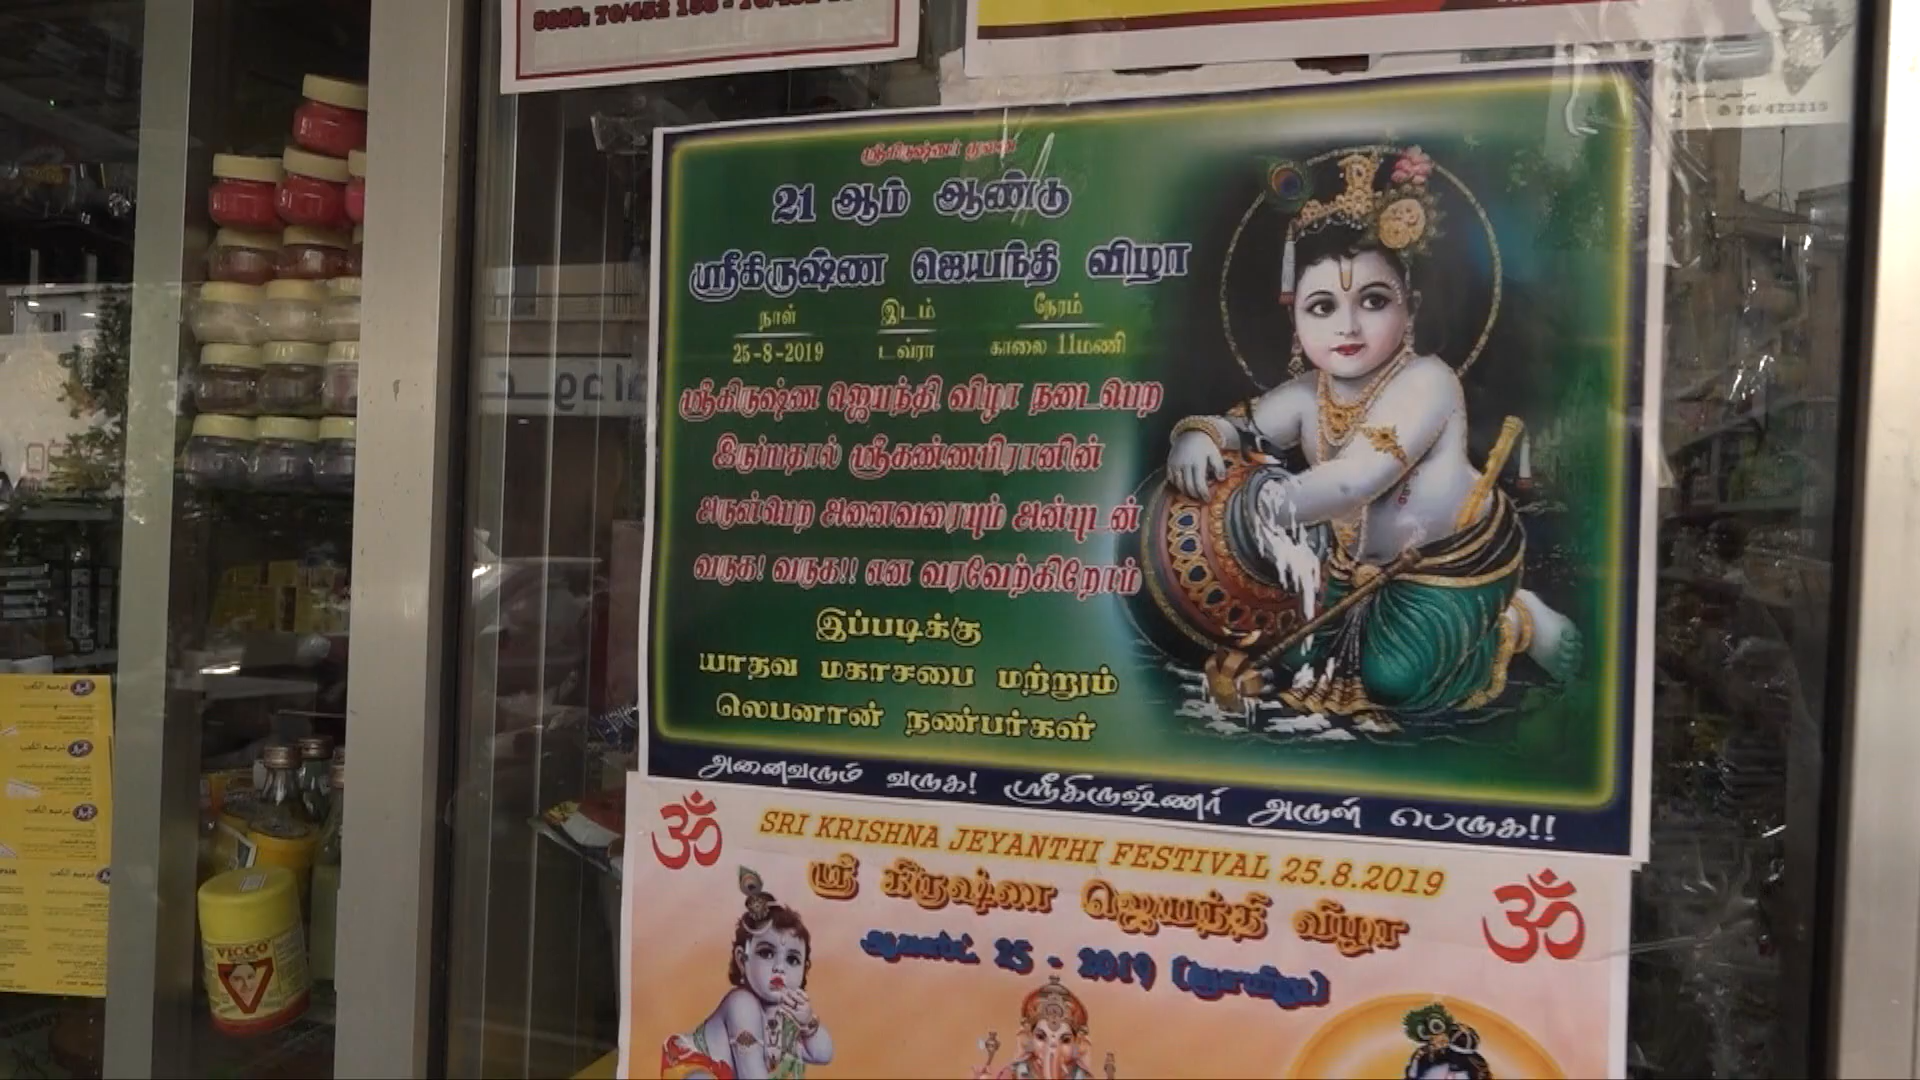 ஸ்ரீகிருஷ்ணர் துணை
21 ஆம் ஆண்டு
ஸ்ரீகிருஷ்ண ஜெயந்தி விழா
நாள் இடம் நேரம்
25-8-2019 டவ்ரா காலை 11மணி
ஸ்ரீகிருஷ்ண ஜெயந்தி விழா நடைபெற
இருப்பதால் ஸ்ரீகண்ணபிரானின்
அருள்பெற அனைவரையும் அன்புடன்
வருக! வருக!! என வரவேற்கிறோம்
இப்படிக்கு
யாதவ மகாசபை மற்றும்
லெபனான் நண்பர்கள்
அனைவரும் வருக! ஸ்ரீகிருஷ்ணர் அருள் பெருக!!
SRI KRISHNA JEYANTHI FESTIVAL 25.8.2019
ஸ்ரீ கிருஷ்ண ஜெயந்தி விழா
ஆகஸ்ட் 25 - 2019 (ஞாயிறு)
VICCO